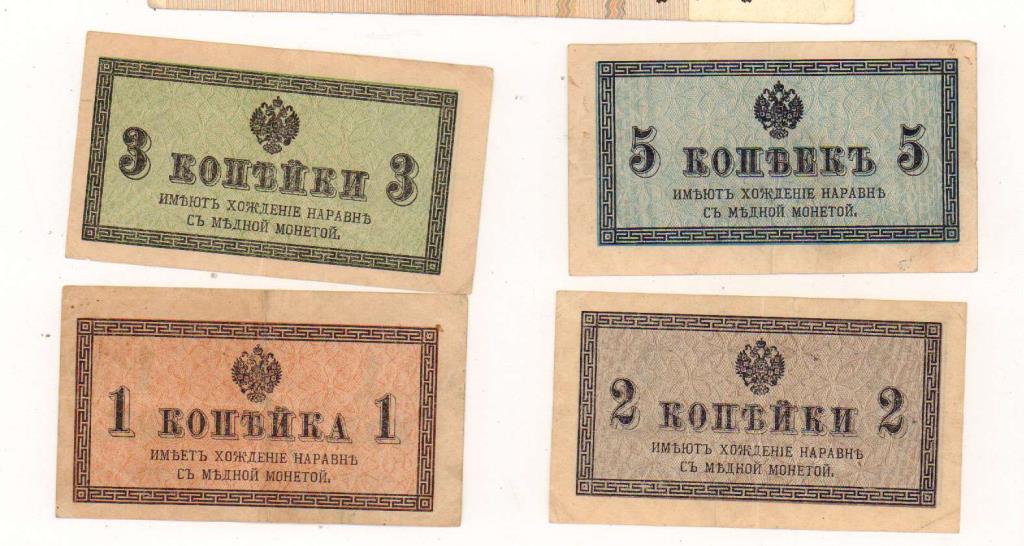 3 КОПѢЙКИ 3
ИМѢЮТЪ ХОЖДЕНІЕ НАРАВНѢ
СЪ МѢДНОЙ МОНЕТОЙ.
5 КОПѢЕКЪ 5
ИМѢЮТЪ ХОЖДЕНІЕ НАРАВНѢ
СЪ МѢДНОЙ МОНЕТОЙ.
1 КОПѢЙКА 1
ИМѢЕТЪ ХОЖДЕНІЕ НАРАВНѢ
СЪ МѢДНОЙ МОНЕТОЙ.
2 КОПѢЙКИ 2
ИМѢЮТЪ ХОЖДЕНІЕ НАРАВНѢ
СЪ МѢДНОЙ МОНЕТОЙ.